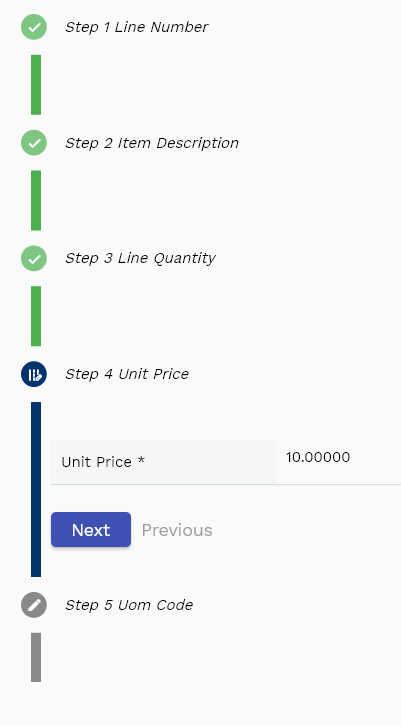 Step 1 Line Number
Step 2 Item Description
Step 3 Line Quantity
Step 4 Unit Price
Unit Price * 10.00000
Next Previous
Step 5 Uom Code